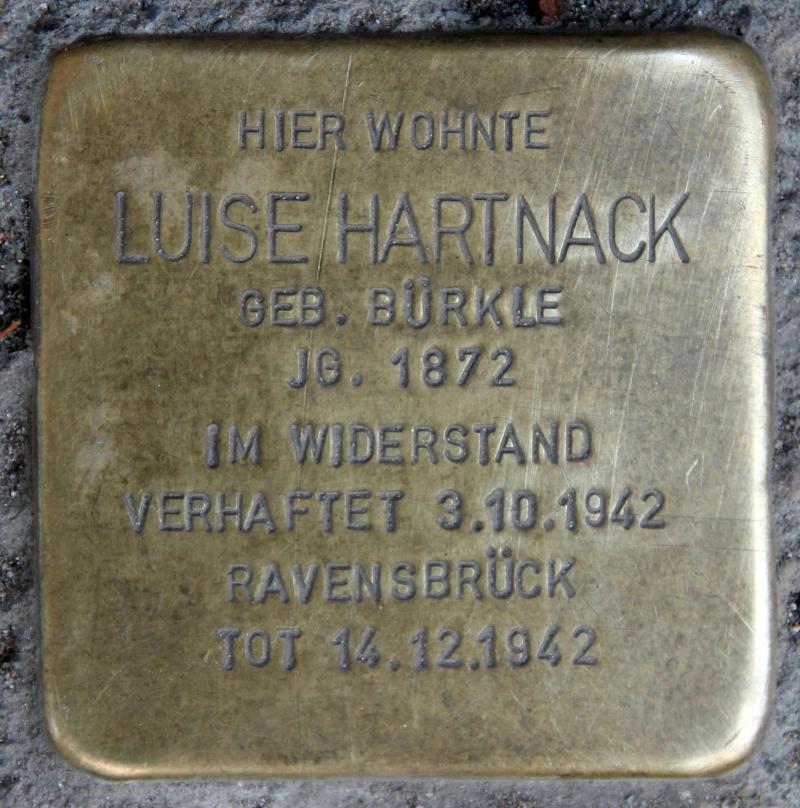 HIER WOHNTE
LUISE HARTNACK
GEB. BÜRKLE
JG. 1872
IM WIDERSTAND
VERHAFTET 3.10.1942
RAVENSBRÜCK
TOT 14.12.1942